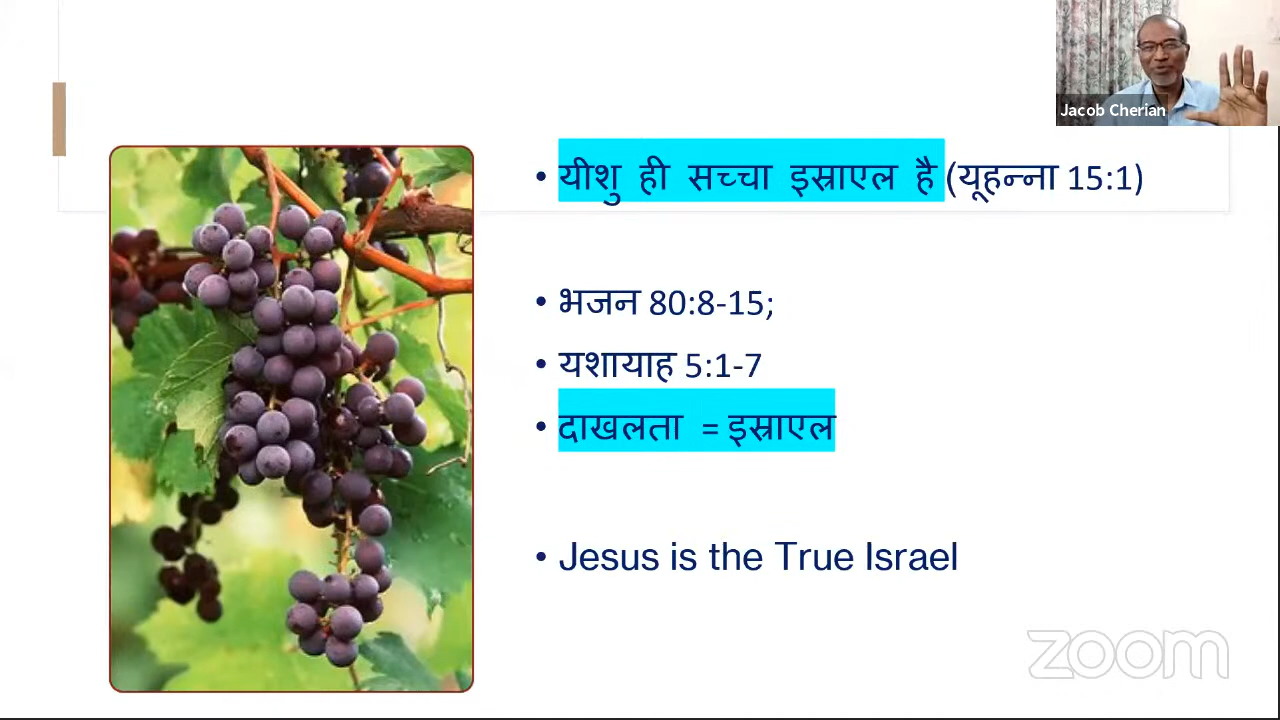 Jacob Cherian
• यीशु ही सच्चा इस्राएल है (यूहन्ना 15:1)
• भजन 80:8-15;
• यशायाह 5:1-7
• दाखलता = इस्राएल
• Jesus is the True Israel
zoom